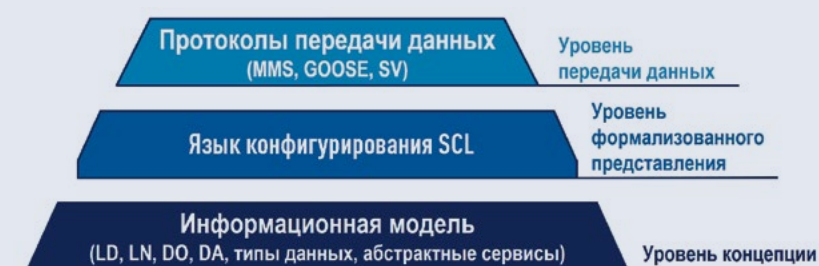 Протоколы передачи данных
(MMS, GOOSE, SV)
Уровень
передачи данных
Язык конфигурирования SCL
Уровень
формализованного
представления
Информационная модель
(LD, LN, DO, DA, типы данных, абстрактные сервисы)
Уровень концепции